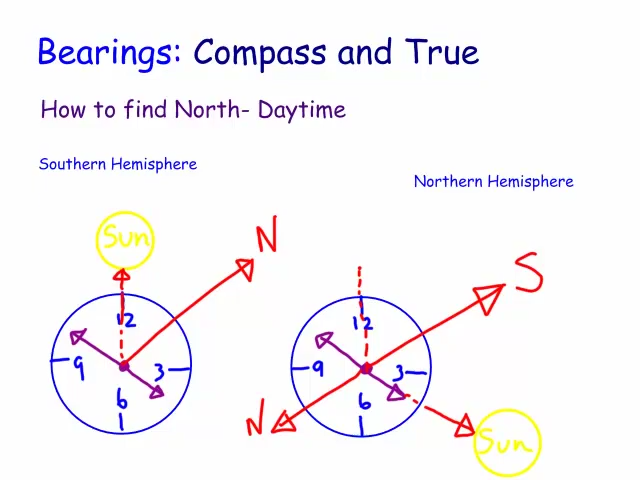 Bearings: Compass and True
How to find North- Daytime
Southern Hemisphere
Northern Hemisphere
Sun
N
12
9
3
6
S
12
9
3
6
N
Sun